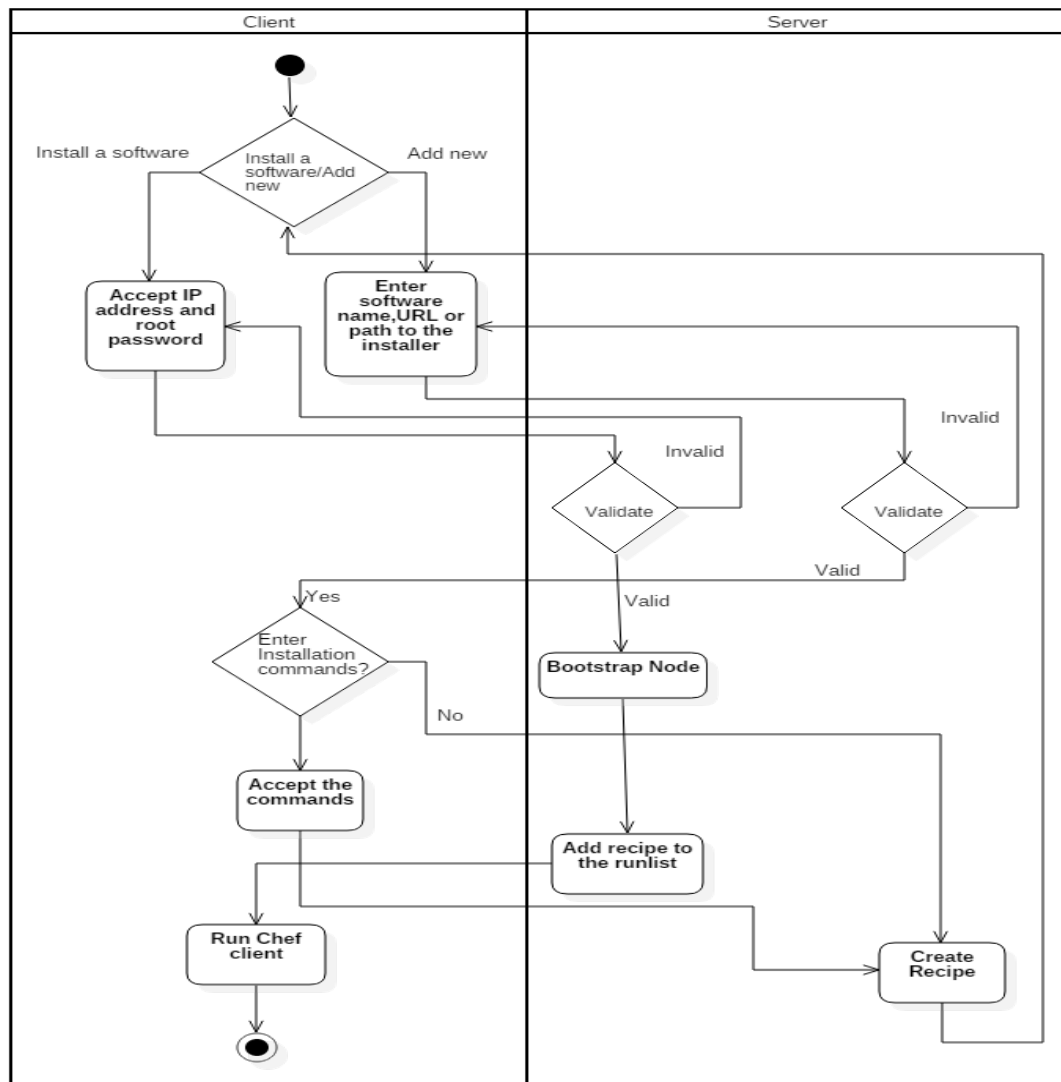 Client
Server
Install a software
Install a
software/Add
new
Add new
Accept IP
address and
root
password
Enter
software
name,URL or
path to the
installer
Invalid
Invalid
Validate
Validate
Valid
Yes
Valid
Enter
Installation
commands?
Bootstrap Node
No
Accept the
commands
Add recipe to
the runlist
Run Chef
client
Create
Recipe